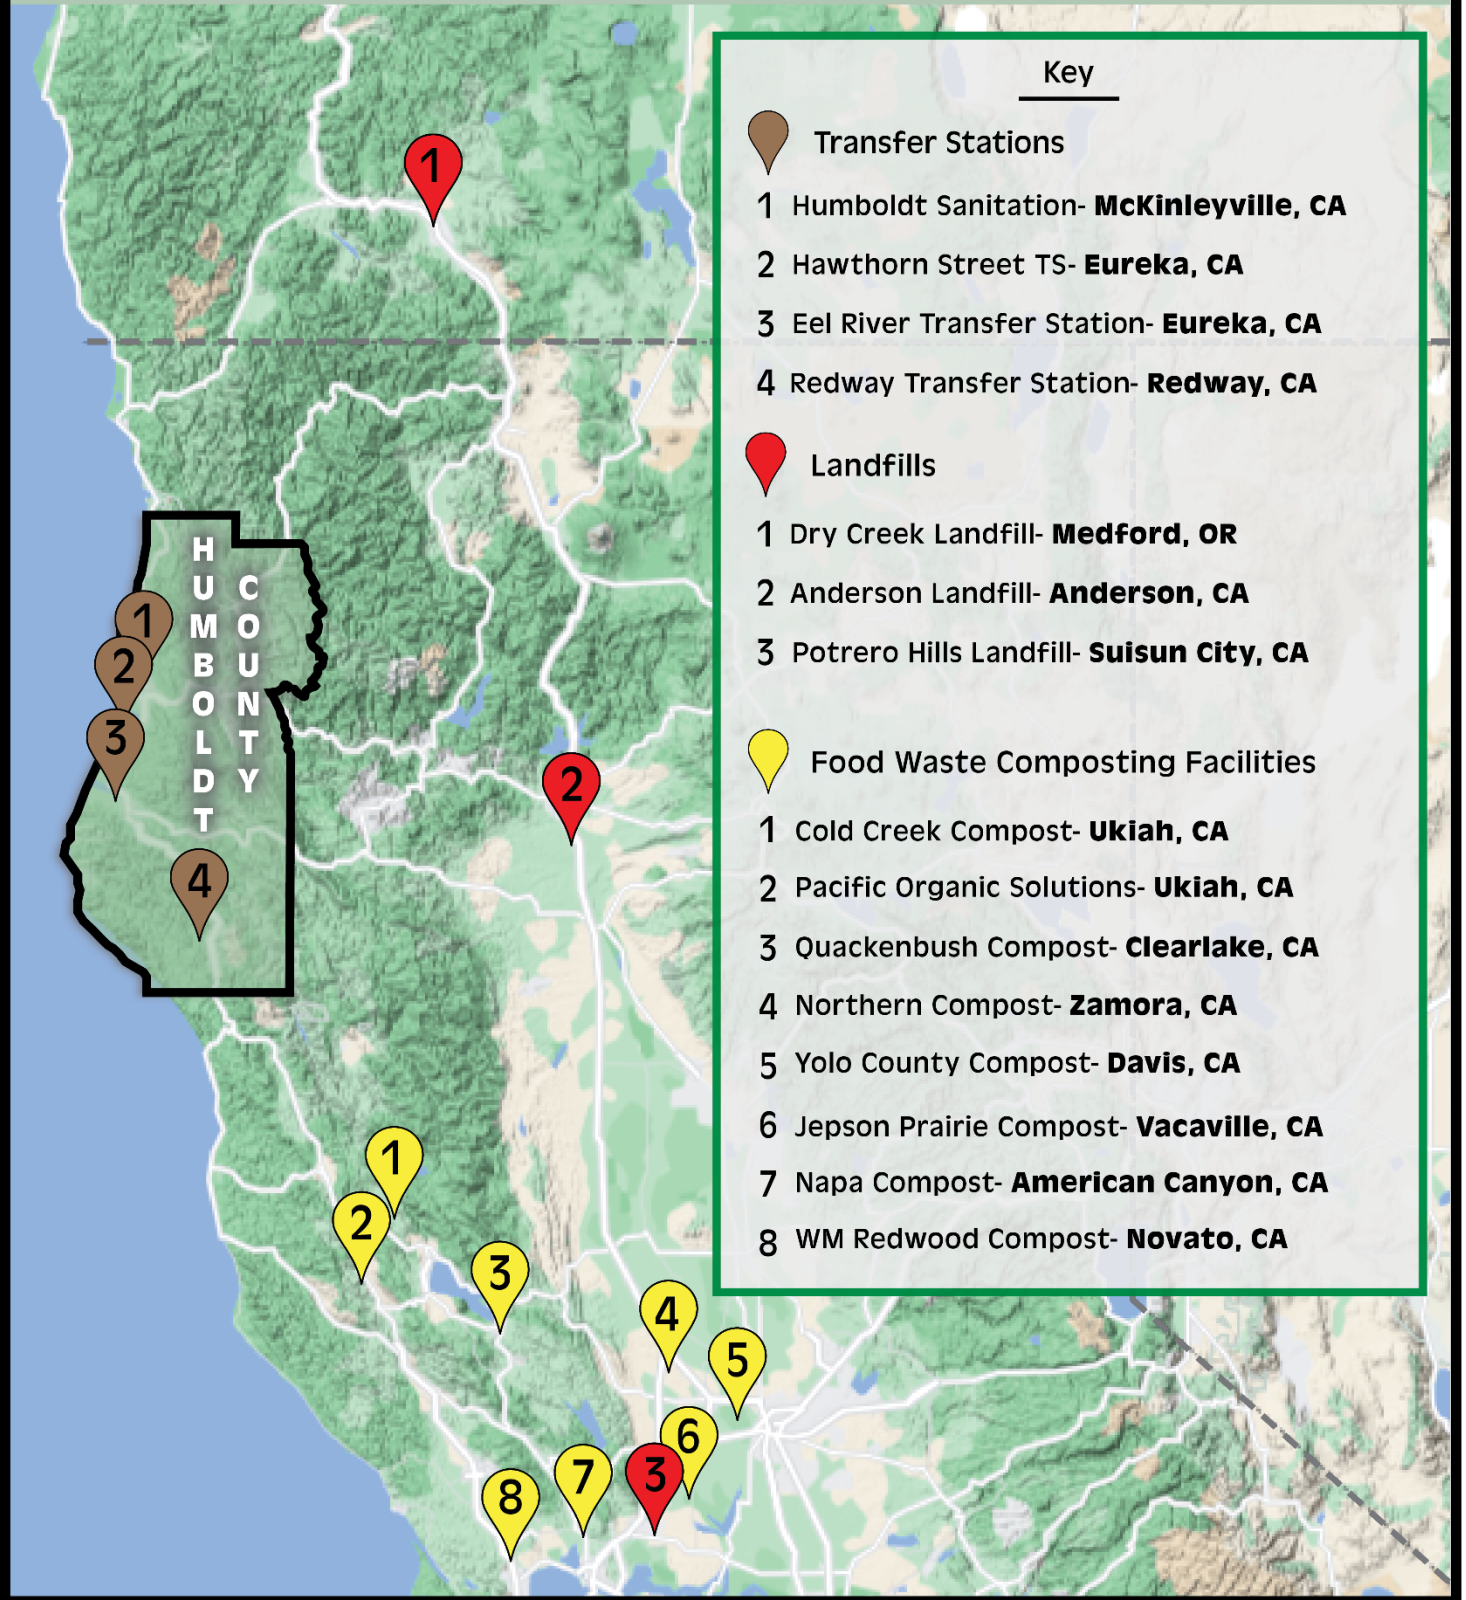 Key
Transfer Stations
1 Humboldt Sanitation- McKinleyville, CA
2 Hawthorn Street TS- Eureka, CA
3 Eel River Transfer Station- Eureka, CA
4 Redway Transfer Station- Redway, CA
Landfills
1 Dry Creek Landfill- Medford, OR
2 Anderson Landfill- Anderson, CA
3 Potrero Hills Landfill- Suisun City, CA
Food Waste Composting Facilities
1 Cold Creek Compost- Ukiah, CA
2 Pacific Organic Solutions- Ukiah, CA
3 Quackenbush Compost- Clearlake, CA
4 Northern Compost- Zamora, CA
5 Yolo County Compost- Davis, CA
6 Jepson Prairie Compost- Vacaville, CA
7 Napa Compost- American Canyon, CA
8 WM Redwood Compost- Novato, CA
1
HUMBOLDT
COUNTY
1
2
3
4
2
1
2
3
4
5
6
3
7
8